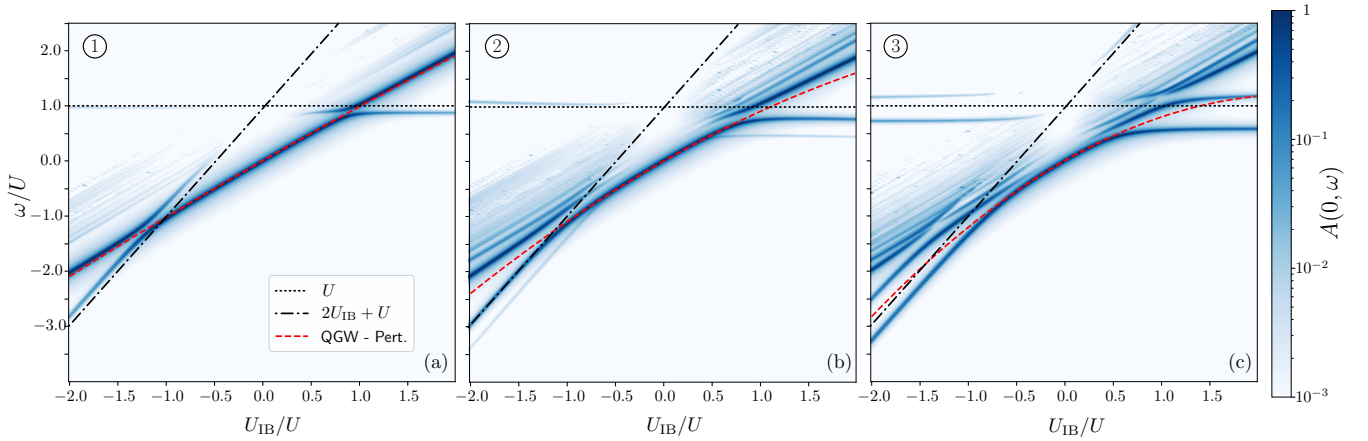 ① ② ③
2.0
1.0
0.0
−1.0
−2.0
−3.0
ω/U
U
2U_IB + U
QGW - Pert.
(a) (b) (c)
−2.0 −1.5 −1.0 −0.5 0.0 0.5 1.0 1.5 −2.0 −1.5 −1.0 −0.5 0.0 0.5 1.0 1.5 −2.0 −1.5 −1.0 −0.5 0.0 0.5 1.0 1.5
U_IB/U U_IB/U U_IB/U
1
10^−1
10^−2
10^−3
A(0, ω)